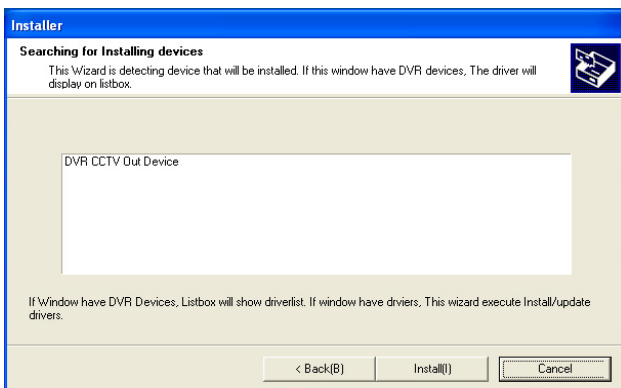 Installer
Searching for Installing devices
This Wizard is detecting device that will be installed. If this window have DVR devices, The driver will
display on listbox.
DVR CCTV Out Device
If Window have DVR Devices, Listbox will show driverlist. If window have drviers, This wizard execute Install/update
drivers.
< Back(B) Install(I) Cancel